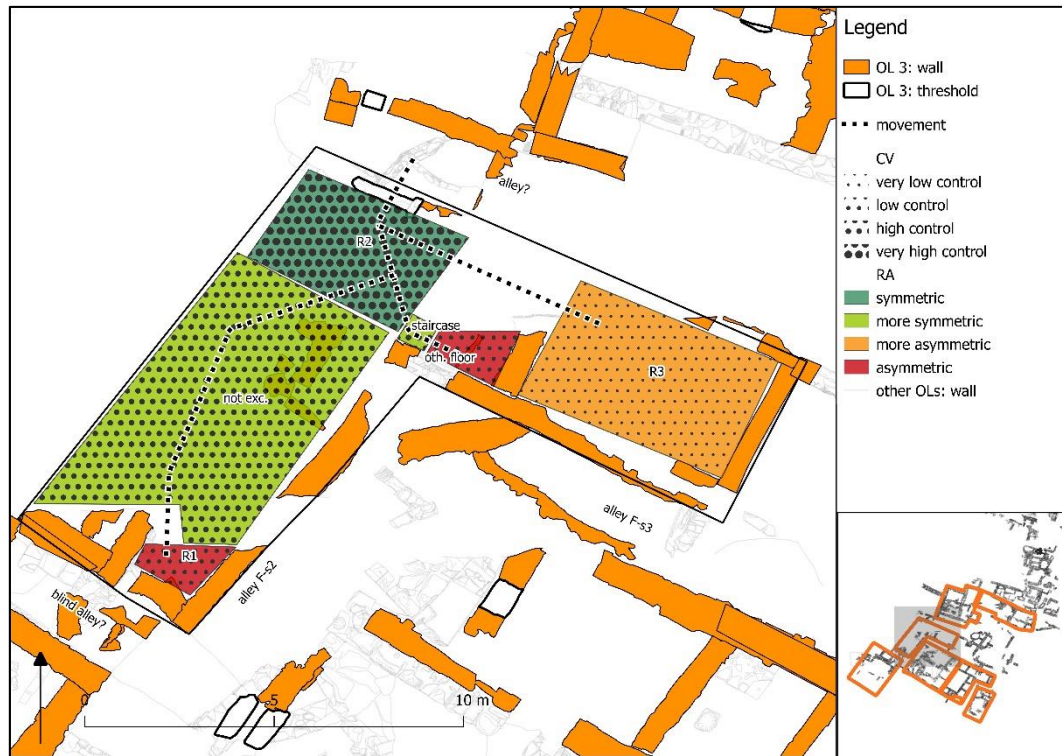 alley?
R2
staircase
oth. floor
R3
not exc.
R1
alley F-s3
alley F-s2
blind alley?
0
5
10 m
Legend
OL 3: wall
OL 3: threshold
movement
CV
very low control
low control
high control
very high control
RA
symmetric
more symmetric
more asymmetric
asymmetric
other OLs: wall